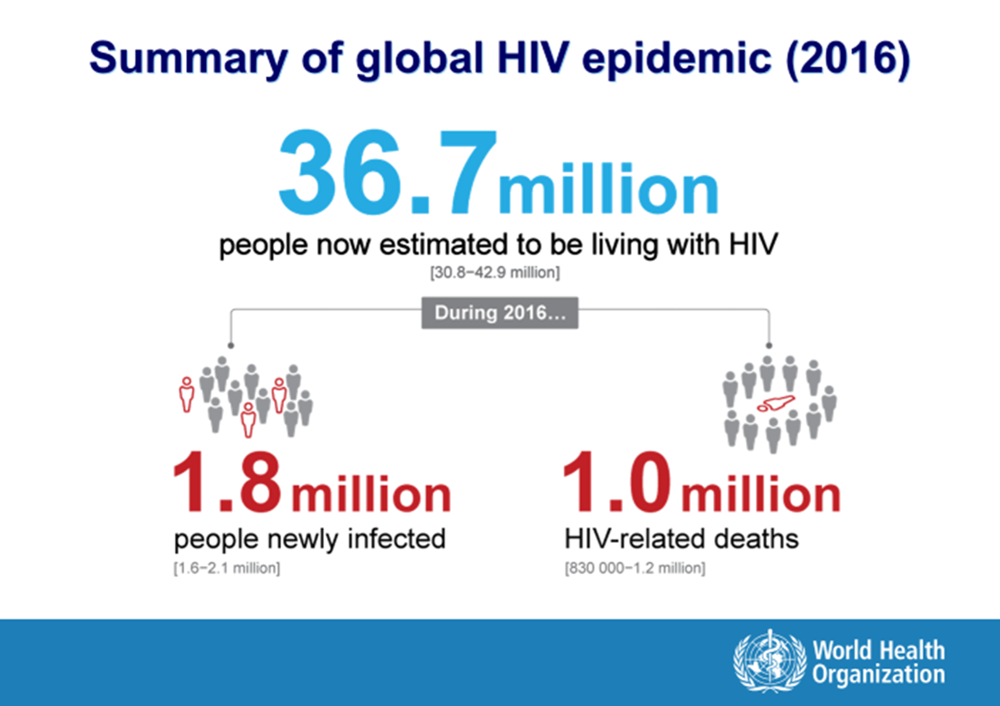 Summary of global HIV epidemic (2016)
36.7 million
people now estimated to be living with HIV
[30.8–42.9 million]
During 2016...
1.8 million
people newly infected
[1.6–2.1 million]
1.0 million
HIV-related deaths
[830 000–1.2 million]
World Health
Organization